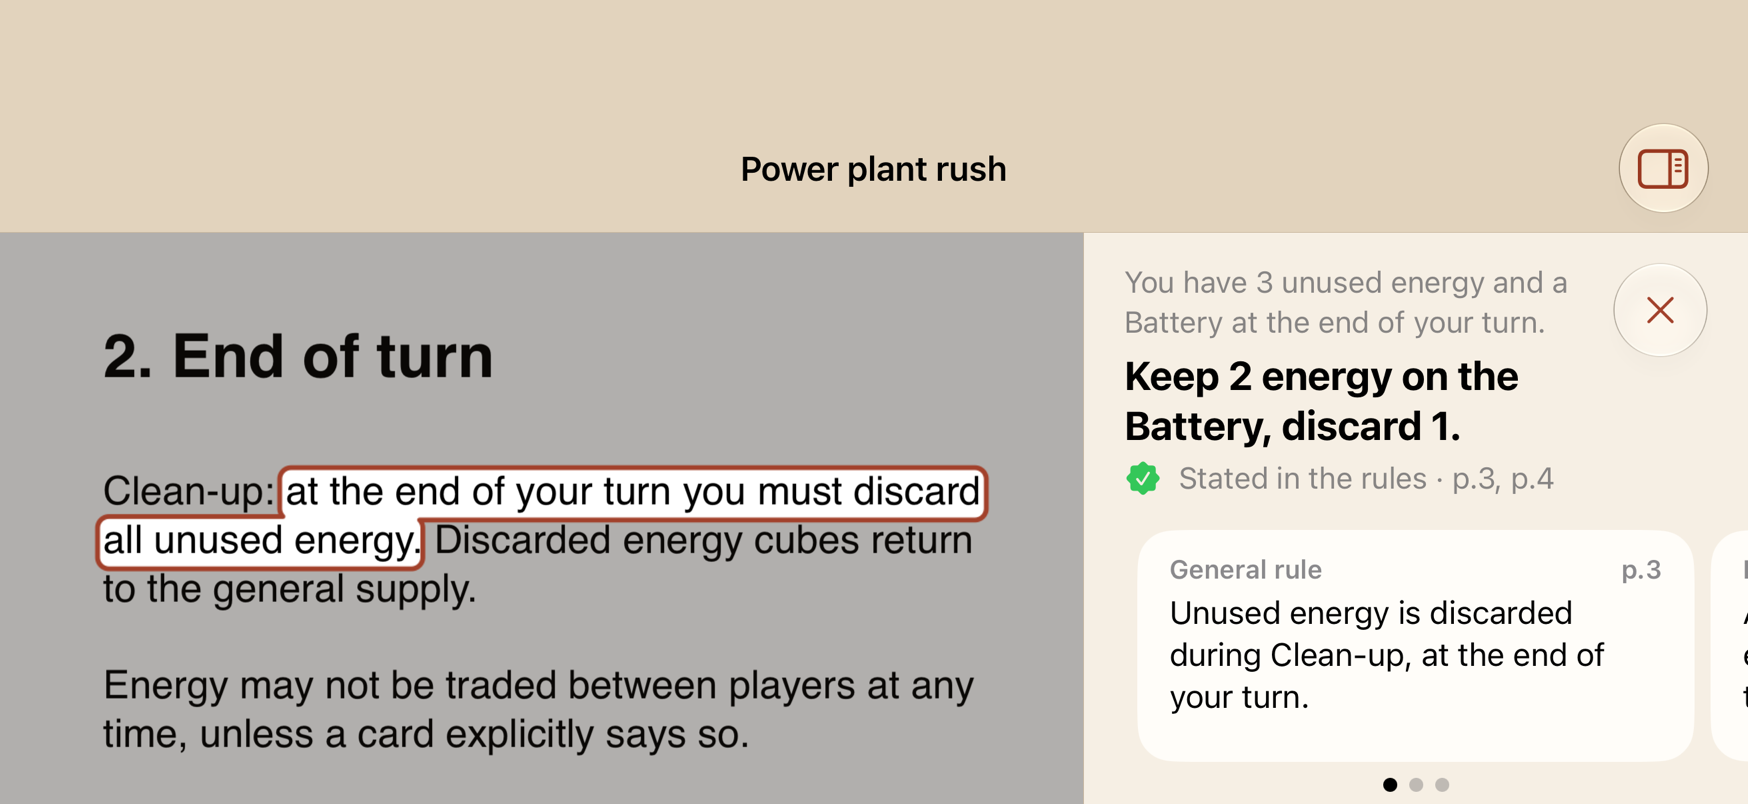 Power plant rush
2. End of turn
Clean-up: at the end of your turn you must discard
all unused energy. Discarded energy cubes return
to the general supply.
Energy may not be traded between players at any
time, unless a card explicitly says so.
You have 3 unused energy and a
Battery at the end of your turn.
Keep 2 energy on the
Battery, discard 1.
Stated in the rules · p.3, p.4
General rule p.3
Unused energy is discarded
during Clean-up, at the end of
your turn.